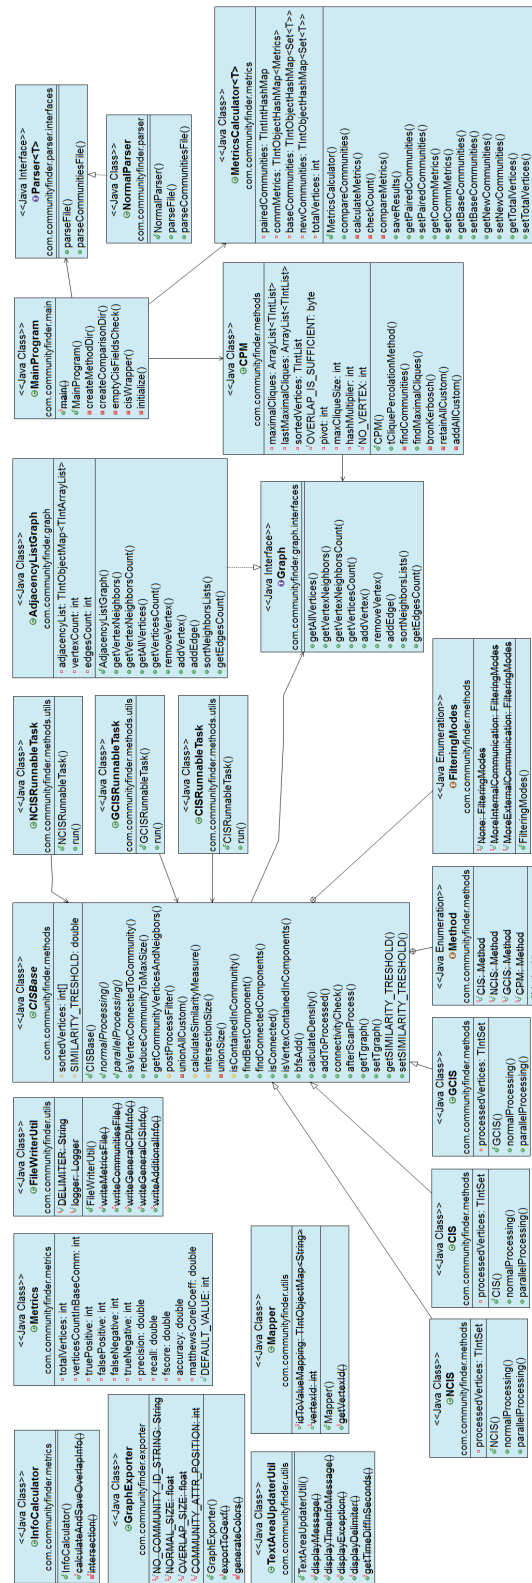 <<Java Class>>
InfoCalculator
com.communityfinder.metrics
InfoCalculator()
calculateAndSaveOverlapInfo()
intersection()
<<Java Class>>
GraphExporter
com.communityfinder.exporter
NO_COMMUNITY_ID_STRING: String
NORMAL_SIZE: float
OVERLAP_SIZE: float
COMMUNITY_ATTR_POSITION: int
GraphExporter()
exportToGexf()
generateColors()
<<Java Class>>
TextAreaUpdaterUtil
com.communityfinder.utils
TextAreaUpdaterUtil()
displayMessage()
displayTimeInfoMessage()
displayException()
displayDelimiter()
getTimeDiffInSeconds()
<<Java Class>>
Metrics
com.communityfinder.metrics
totalVertices: int
verticesCountInBaseComm: int
truePositive: int
falsePositive: int
falseNegative: int
trueNegative: int
precision: double
recall: double
fscore: double
accuracy: double
matthewsCorelCoeff: double
DEFAULT_VALUE: int
<<Java Class>>
Mapper
com.communityfinder.utils
idToValueMapping: TIntObjectMap<String>
vertexId: int
Mapper()
getVertexId()
<<Java Class>>
NCIS
com.communityfinder.methods
processedVertices: TIntSet
NCIS()
normalProcessing()
parallelProcessing()
<<Java Class>>
FileWriterUtil
com.communityfinder.utils
DELIMITER: String
logger: Logger
FileWriterUtil()
writeMetricsFile()
writeCommunitiesFile()
writeGeneralCPMInfo()
writeGeneralCISInfo()
writeAdditionalInfo()
<<Java Class>>
CIS
com.communityfinder.methods
processedVertices: TIntSet
CIS()
normalProcessing()
parallelProcessing()
<<Java Class>>
CISBase
com.communityfinder.methods
sortedVertices: int[]
SIMILARITY_TRESHOLD: double
CISBase()
normalProcessing()
parallelProcessing()
isVertexConnectedToCommunity()
reduceCommunityToMaxSize()
getCommunityVerticesAndNeigbors()
postProcessFilter()
unionAllCustom()
calculateSimilarityMeasure()
intersectionSize()
unionSize()
isContainedInCommunity()
findBestComponent()
findConnectedComponents()
isConnected()
isVertexContainedInComponents()
bfsAdd()
calculateDensity()
addToProcessed()
connectivityCheck()
afterScanProcess()
getTgraph()
setTgraph()
getSIMILARITY_TRESHOLD()
setSIMILARITY_TRESHOLD()
<<Java Class>>
GCIS
com.communityfinder.methods
processedVertices: TIntSet
GCIS()
normalProcessing()
parallelProcessing()
<<Java Enumeration>>
Method
com.communityfinder.methods
CIS: Method
NCIS: Method
GCIS: Method
CPM: Method
<<Java Class>>
NCISRunnableTask
com.communityfinder.methods.utils
NCISRunnableTask()
run()
<<Java Class>>
GCISRunnableTask
com.communityfinder.methods.utils
GCISRunnableTask()
run()
<<Java Class>>
CISRunnableTask
com.communityfinder.methods.utils
CISRunnableTask()
run()
<<Java Enumeration>>
FilteringModes
com.communityfinder.methods
None: FilteringModes
MoreInternalCommunication: FilteringModes
MoreExternalCommunication: FilteringModes
FilteringModes()
<<Java Class>>
AdjacencyListGraph
com.communityfinder.graph
adjacencyList: TIntObjectMap<TIntArrayList>
vertexCount: int
edgesCount: int
AdjacencyListGraph()
getVertexNeighbors()
getVertexNeighborsCount()
getAllVertices()
getVerticesCount()
removeVertex()
addVertex()
addEdge()
sortNeighborsLists()
getEdgesCount()
<<Java Interface>>
Graph
com.communityfinder.graph.interfaces
getAllVertices()
getVertexNeighbors()
getVertexNeighborsCount()
getVerticesCount()
addVertex()
removeVertex()
addEdge()
sortNeighborsLists()
getEdgesCount()
<<Java Class>>
MainProgram
com.communityfinder.main
main()
MainProgram()
createMethodDir()
createComparisonDir()
emptyCisFieldsCheck()
cisWrapper()
initialize()
<<Java Class>>
CPM
com.communityfinder.methods
maximalCliques: ArrayList<TIntList>
lastMaximalCliques: ArrayList<TIntList>
sortedVertices: TIntList
OVERLAP_IS_SUFFICIENT: byte
pivot: int
maxCliqueSize: int
hashMultiplier: int
NO_VERTEX: int
CPM()
tCliquePercolationMethod()
findCommunities()
findMaximalCliques()
bronKerbosch()
retainAllCustom()
addAllCustom()
<<Java Interface>>
Parser<T>
com.communityfinder.parser.interfaces
parseFile()
parseCommunitiesFile()
<<Java Class>>
NormalParser
com.communityfinder.parser
NormalParser()
parseFile()
parseCommunitiesFile()
<<Java Class>>
MetricsCalculator<T>
com.communityfinder.metrics
pairedCommunities: TIntIntHashMap
commMetrics: TIntObjectHashMap<Metrics>
baseCommunities: TIntObjectHashMap<Set<T>>
newCommunities: TIntObjectHashMap<Set<T>>
totalVertices: int
MetricsCalculator()
compareCommunities()
calculateMetrics()
checkCount()
compareMetrics()
saveResults()
getPairedCommunities()
setPairedCommunities()
getCommMetrics()
setCommMetrics()
getBaseCommunities()
setBaseCommunities()
getNewCommunities()
setNewCommunities()
getTotalVertices()
setTotalVertices()